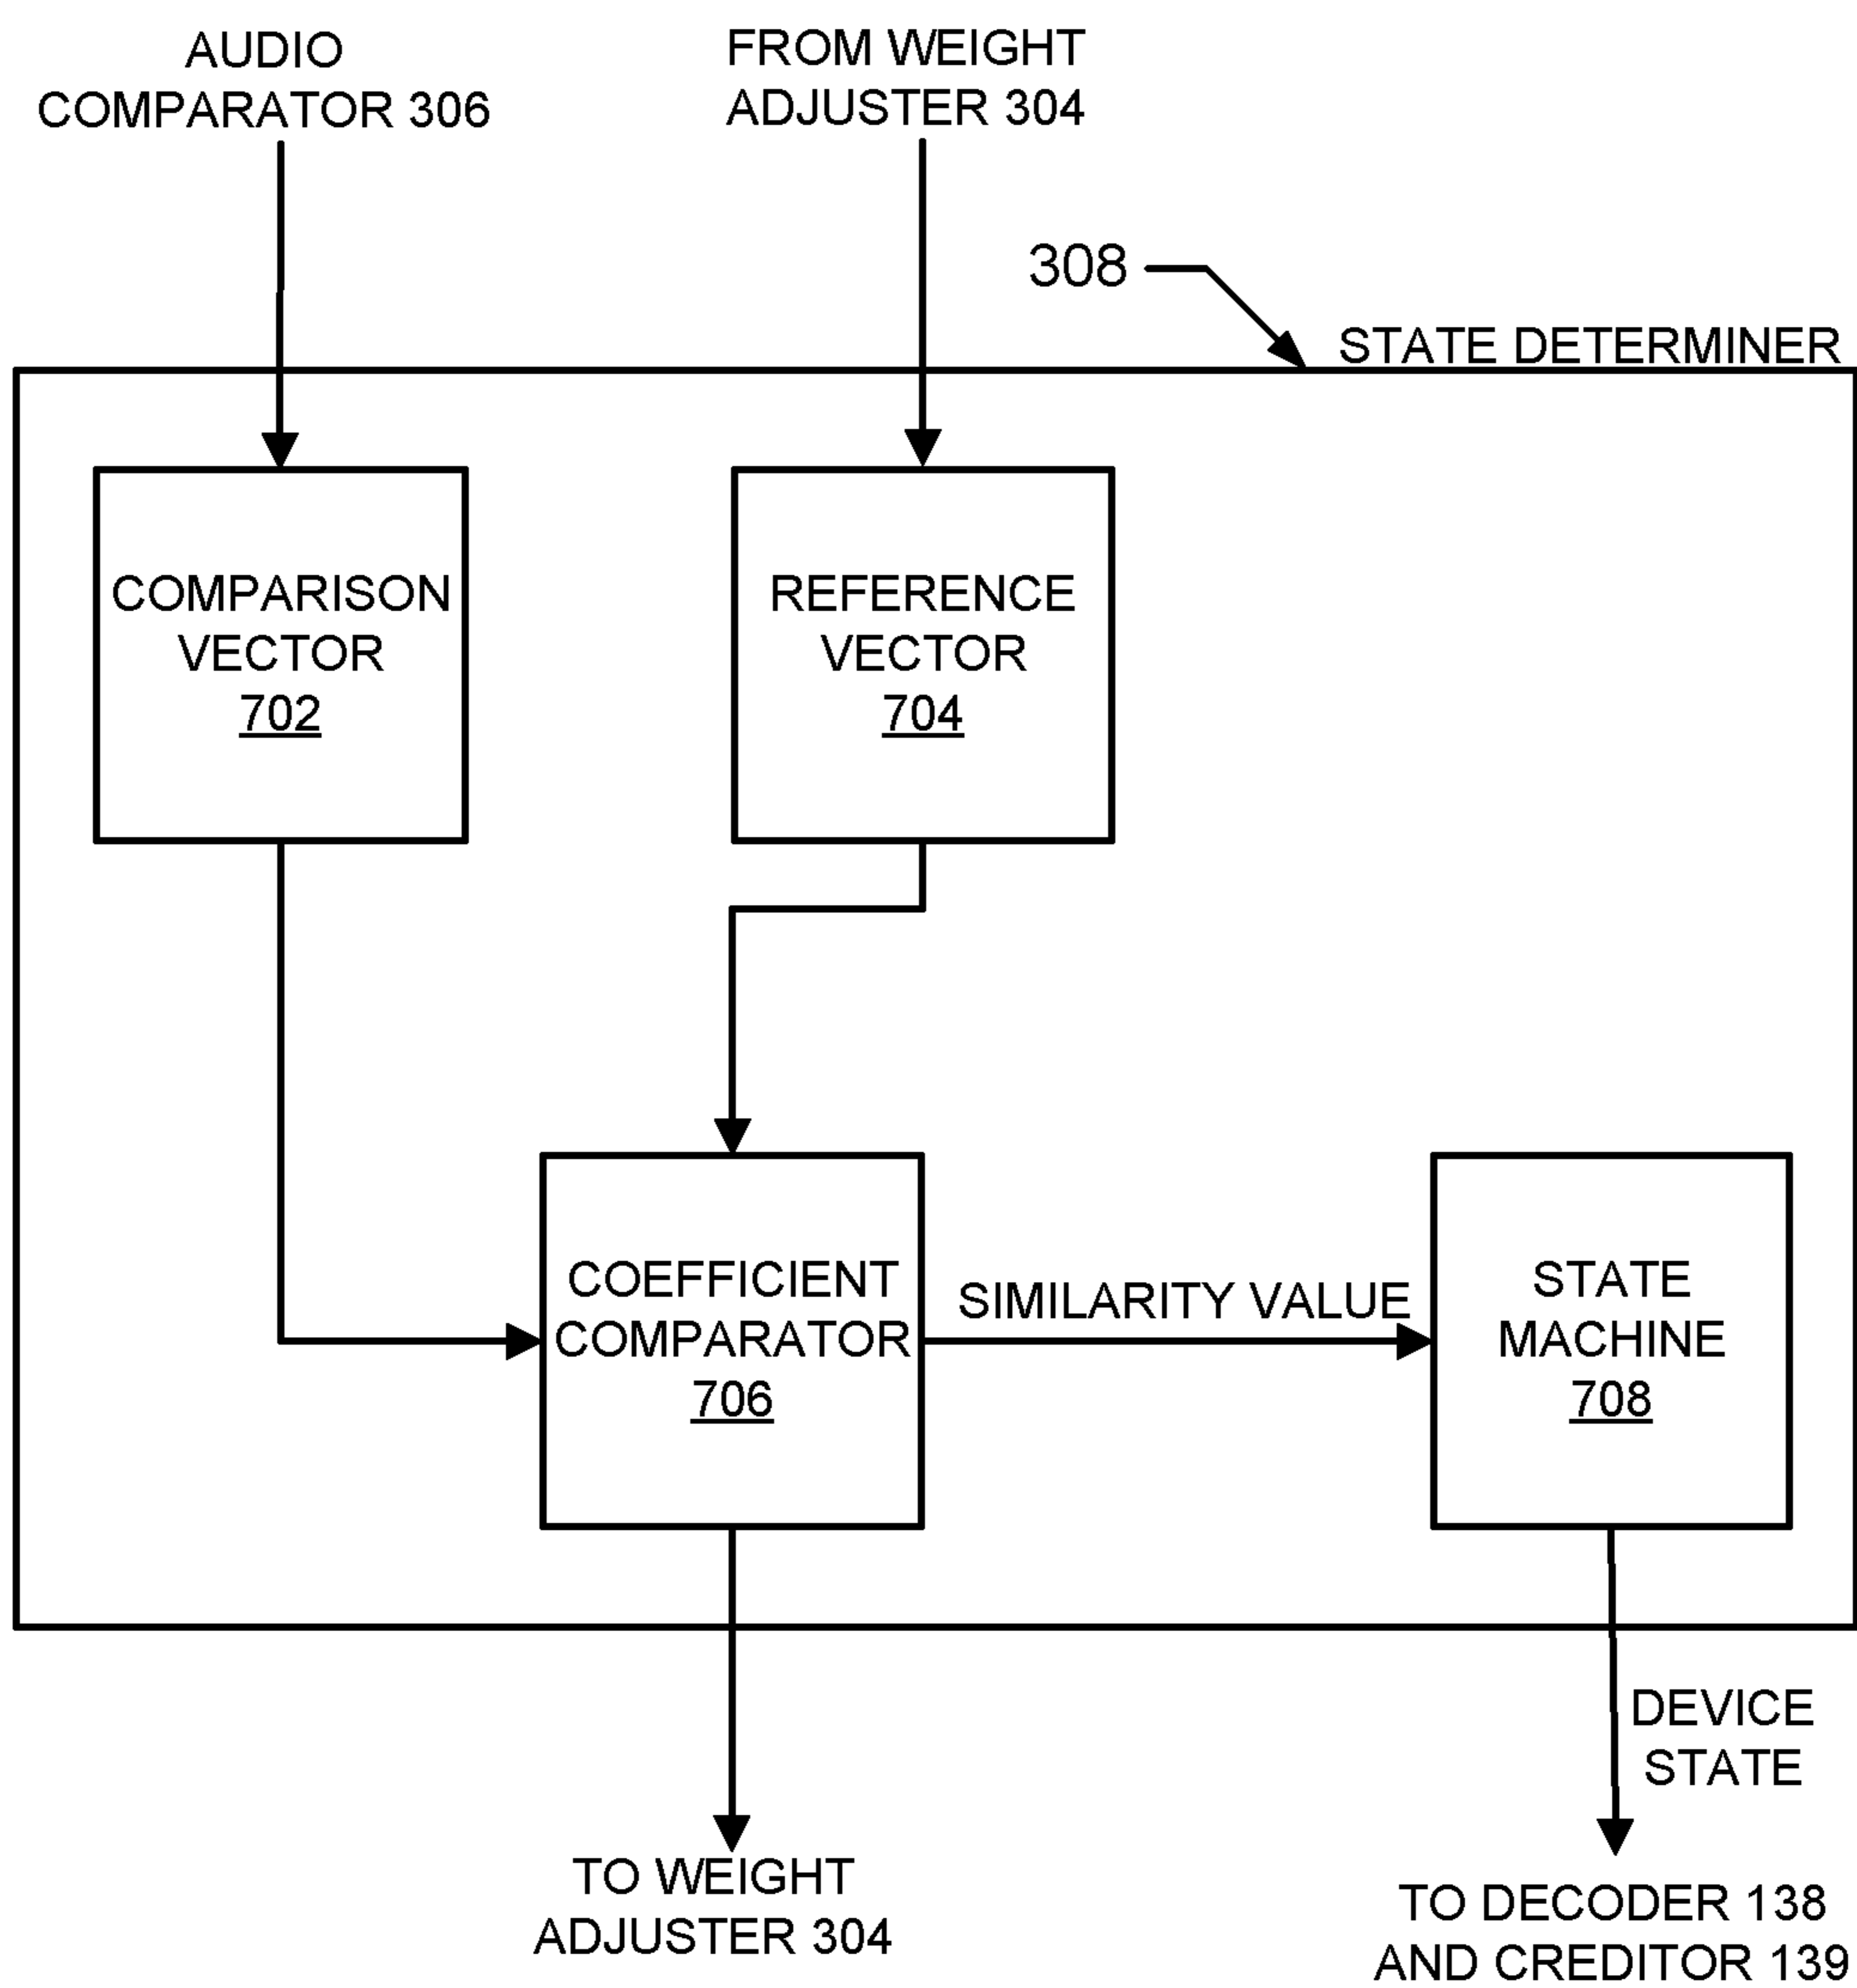 AUDIO
COMPARATOR 306
FROM WEIGHT
ADJUSTER 304
308
STATE DETERMINER
COMPARISON
VECTOR
702
REFERENCE
VECTOR
704
COEFFICIENT
COMPARATOR
706
SIMILARITY VALUE
STATE
MACHINE
708
DEVICE
STATE
TO WEIGHT
ADJUSTER 304
TO DECODER 138
AND CREDITOR 139